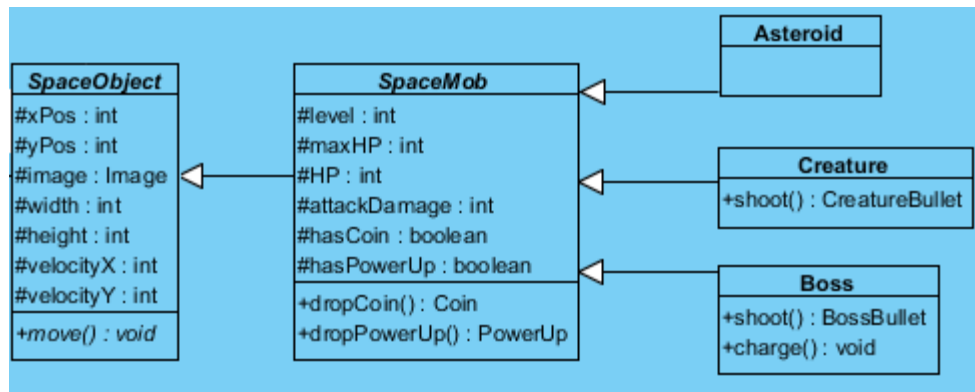 SpaceObject
#xPos : int
#yPos : int
#image : Image
#width : int
#height : int
#velocityX : int
#velocityY : int
+move() : void
SpaceMob
#level : int
#maxHP : int
#HP : int
#attackDamage : int
#hasCoin : boolean
#hasPowerUp : boolean
+dropCoin() : Coin
+dropPowerUp() : PowerUp
Asteroid
Creature
+shoot() : CreatureBullet
Boss
+shoot() : BossBullet
+charge() : void